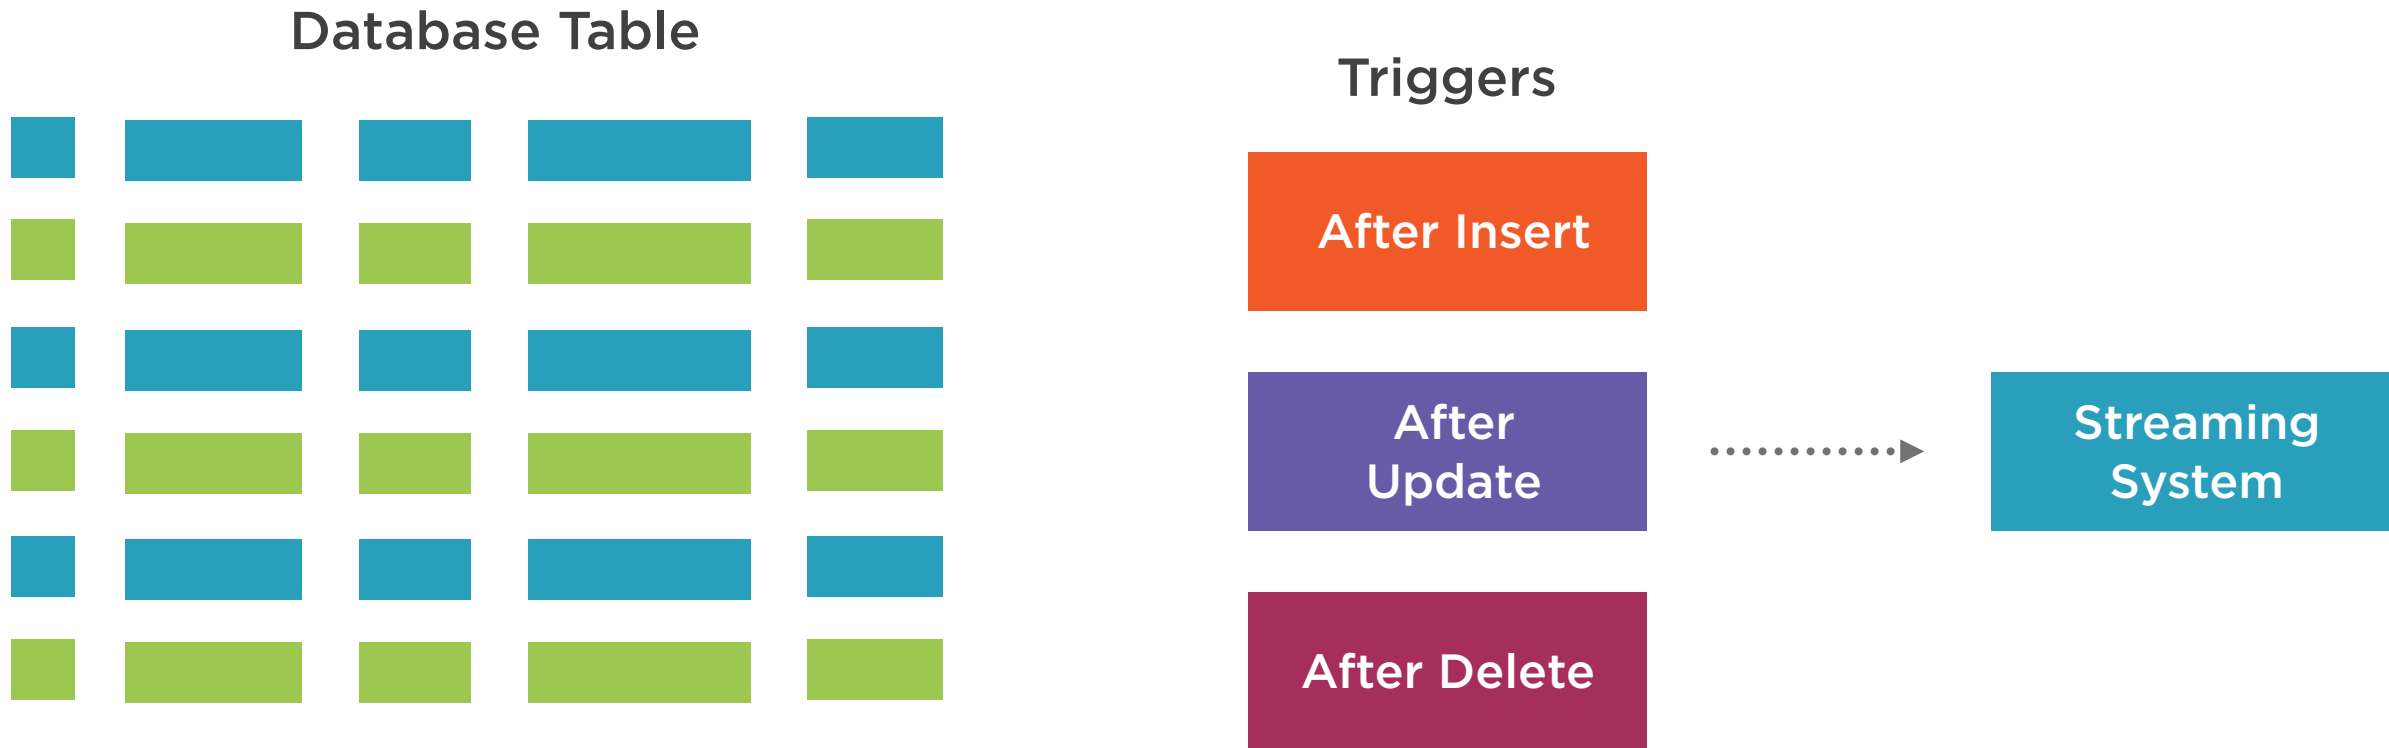 Database Table
Triggers
After Insert
After
Update
Streaming
System
After Delete